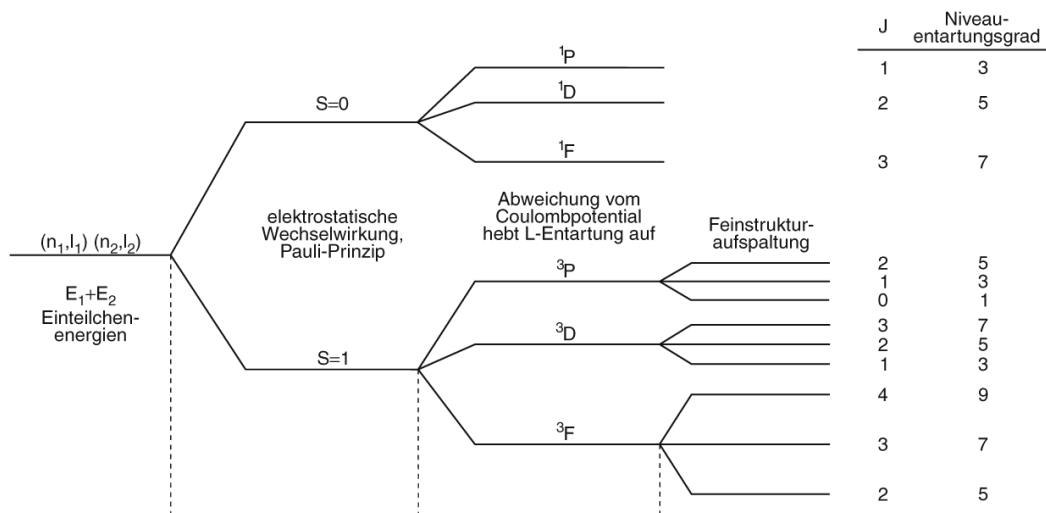 J
Niveau-
entartungsgrad
¹P
1 3
¹D
2 5
S=0
¹F
3 7
elektrostatische
Wechselwirkung,
Pauli-Prinzip
Abweichung vom
Coulombpotential
hebt L-Entartung auf
Feinstruktur-
aufspaltung
(n₁,l₁) (n₂,l₂)
E₁+E₂
Einteilchen-
energien
³P
2 5
1 3
0 1
³D
3 7
2 5
1 3
S=1
4 9
³F
3 7
2 5